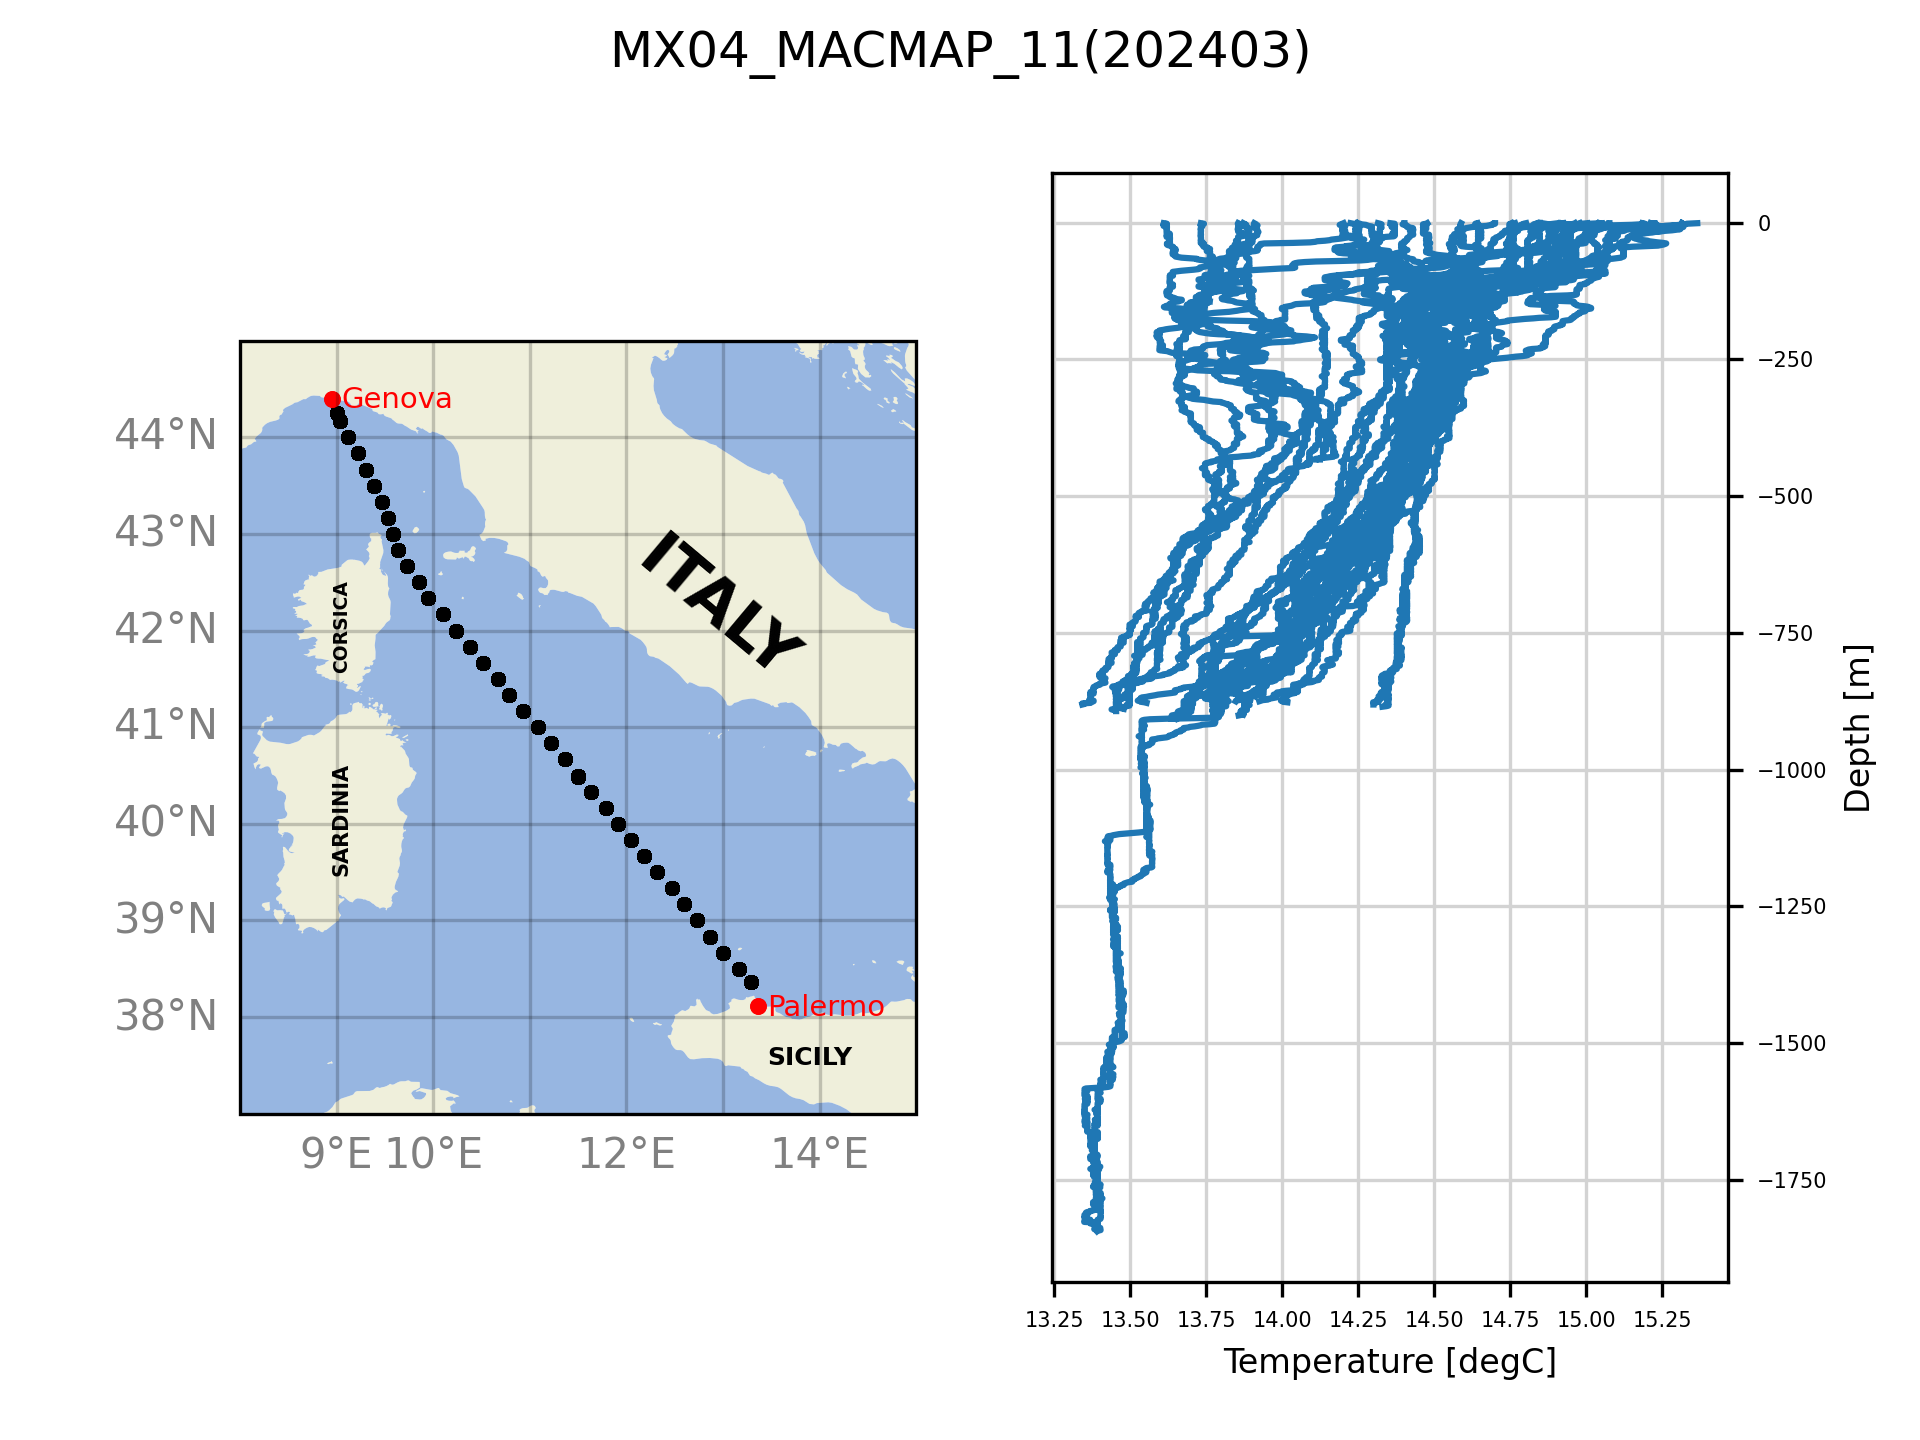 MX04_MACMAP_11(202403)
Genova
44°N
43°N
42°N
41°N
40°N
39°N
38°N
ITALY
CORSICA
SARDINIA
Palermo
SICILY
9°E 10°E 12°E 14°E
0
−250
−500
−750
−1000
−1250
−1500
−1750
Depth [m]
13.25 13.50 13.75 14.00 14.25 14.50 14.75 15.00 15.25
Temperature [degC]